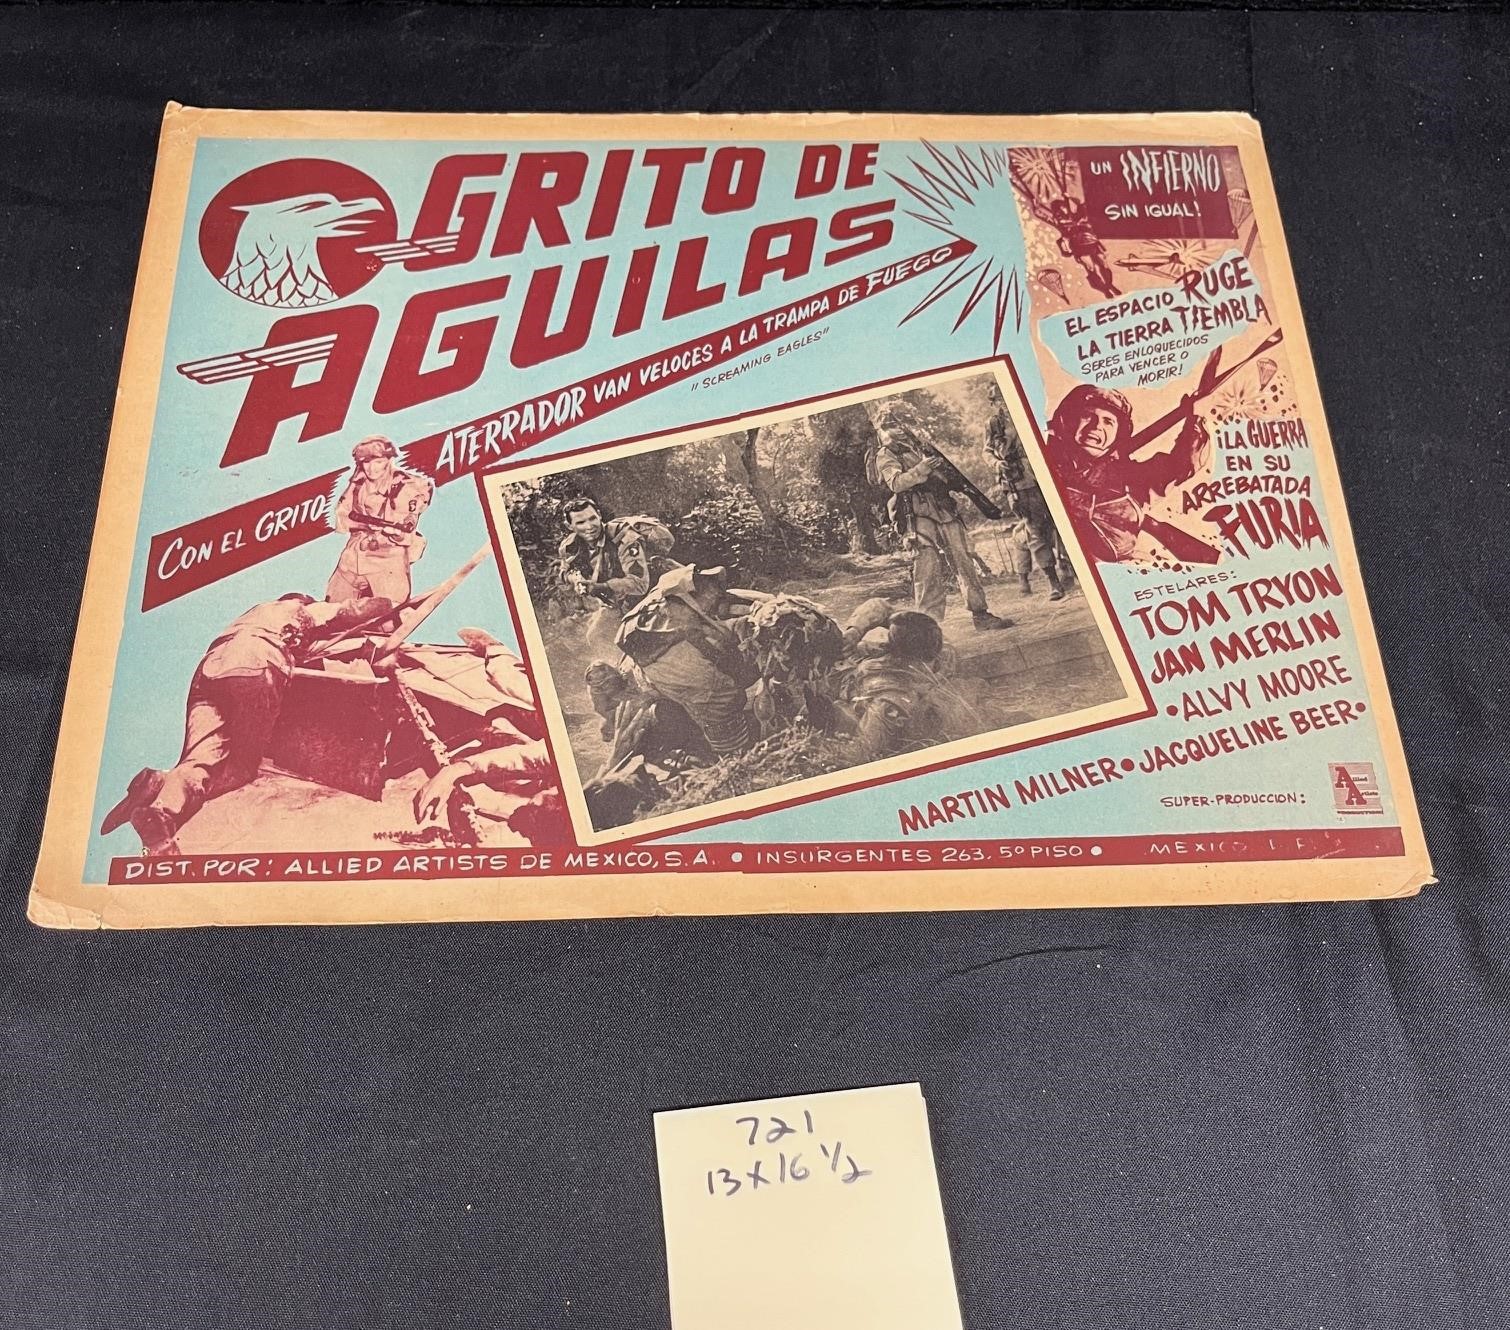 GRITO DE
AGUILAS
CON EL GRITO ATERRADOR VAN VELOCES A LA TRAMPA DE FUEGO
"SCREAMING EAGLES"
UN INFIERNO
SIN IGUAL!
EL ESPACIO RUGE
LA TIERRA TIEMBLA
SERES ENLOQUECIDOS
PARA VENCER O
MORIR!
¡LA GUERRA
EN SU
ARREBATADA
FURIA
ESTELARES:
TOM TRYON
JAN MERLIN
•ALVY MOORE
MARTIN MILNER•JACQUELINE BEER•
SUPER-PRODUCCION:
Allied
Artists
DIST. POR: ALLIED ARTISTS DE MEXICO, S.A. • INSURGENTES 263. 5º PISO • MEXICO
721
13 x 16 1/2